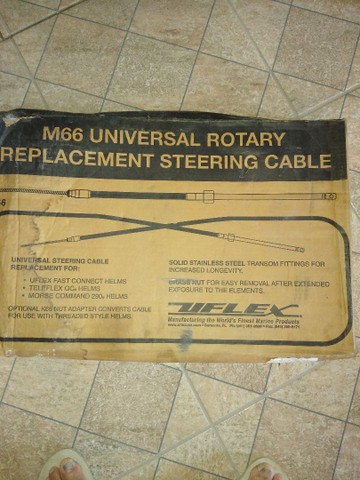 M66 UNIVERSAL ROTARY
REPLACEMENT STEERING CABLE
UNIVERSAL STEERING CABLE
REPLACEMENT FOR:
• UFLEX FAST CONNECT HELMS
• TELEFLEX QC HELMS
• MORSE COMMAND 290 HELMS
OPTIONAL K66 NUT ADAPTER CONVERTS CABLE
FOR USE WITH THREADED STYLE HELMS.
SOLID STAINLESS STEEL TRANSOM FITTINGS FOR
INCREASED LONGEVITY.
BRASS NUT FOR EASY REMOVAL AFTER EXTENDED
EXPOSURE TO THE ELEMENTS.
UFLEX
Manufacturing the World's Finest Marine Products